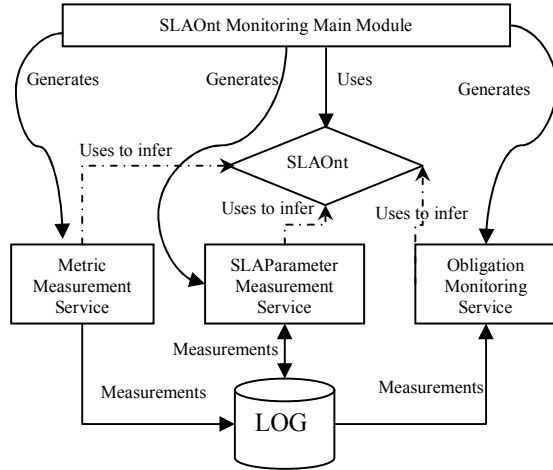 SLAOnt Monitoring Main Module
Generates
Generates
Uses
Generates
Uses to infer
SLAOnt
Uses to infer
Uses to infer
Metric
Measurement
Service
SLAParameter
Measurement
Service
Obligation
Monitoring
Service
Measurements
Measurements
Measurements
LOG